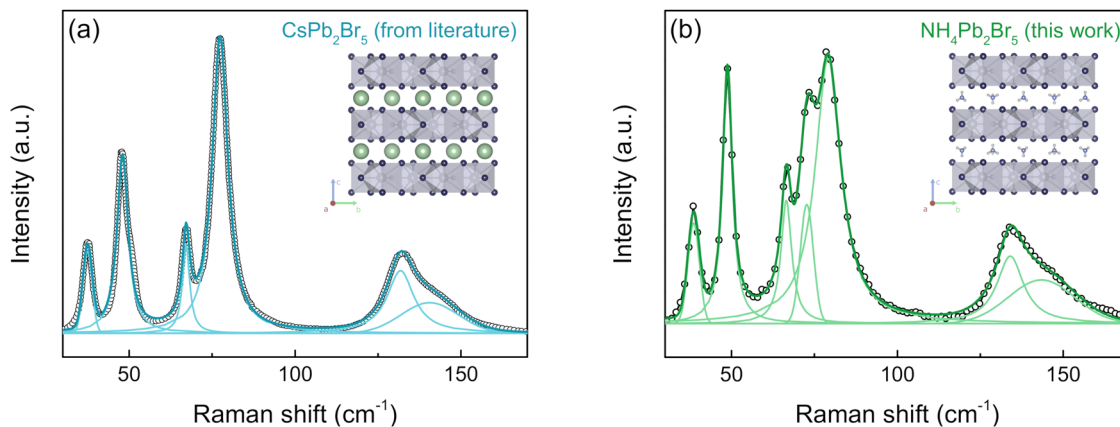 (a)
CsPb₂Br₅ (from literature)
Intensity (a.u.)
c
a
b
50
100
150
Raman shift (cm⁻¹)
(b)
NH₄Pb₂Br₅ (this work)
Intensity (a.u.)
c
a
b
50
100
150
Raman shift (cm⁻¹)